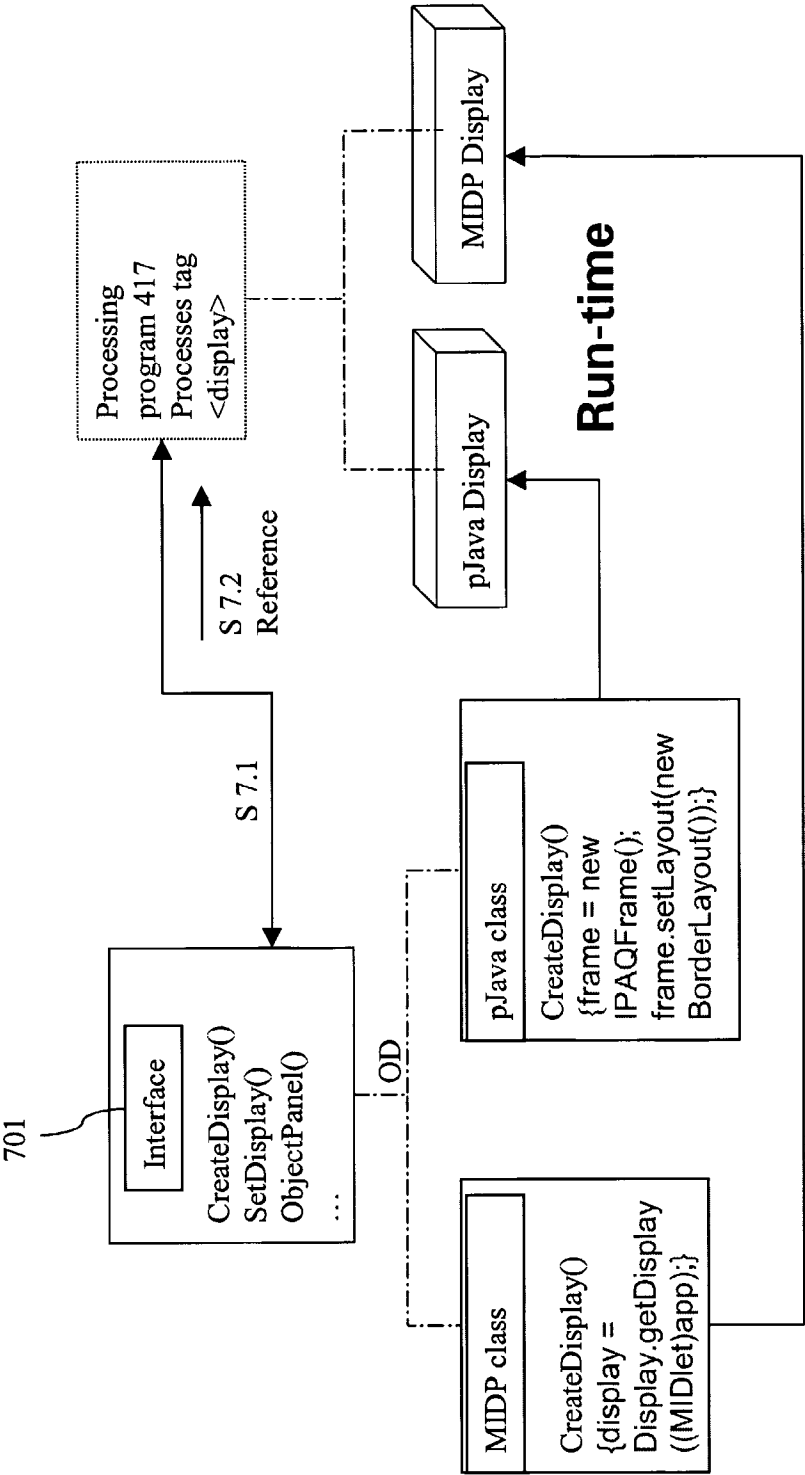 701
Interface
CreateDisplay()
SetDisplay()
ObjectPanel()
...
S 7.1
S 7.2
Reference
Processing
program 417
Processes tag
<display>
OD
MIDP class
CreateDisplay()
{display =
Display.getDisplay
((MIDlet)app);}
pJava class
CreateDisplay()
{frame = new
IPAQFrame();
frame.setLayout(new
BorderLayout());}
pJava Display
MIDP Display
Run-time